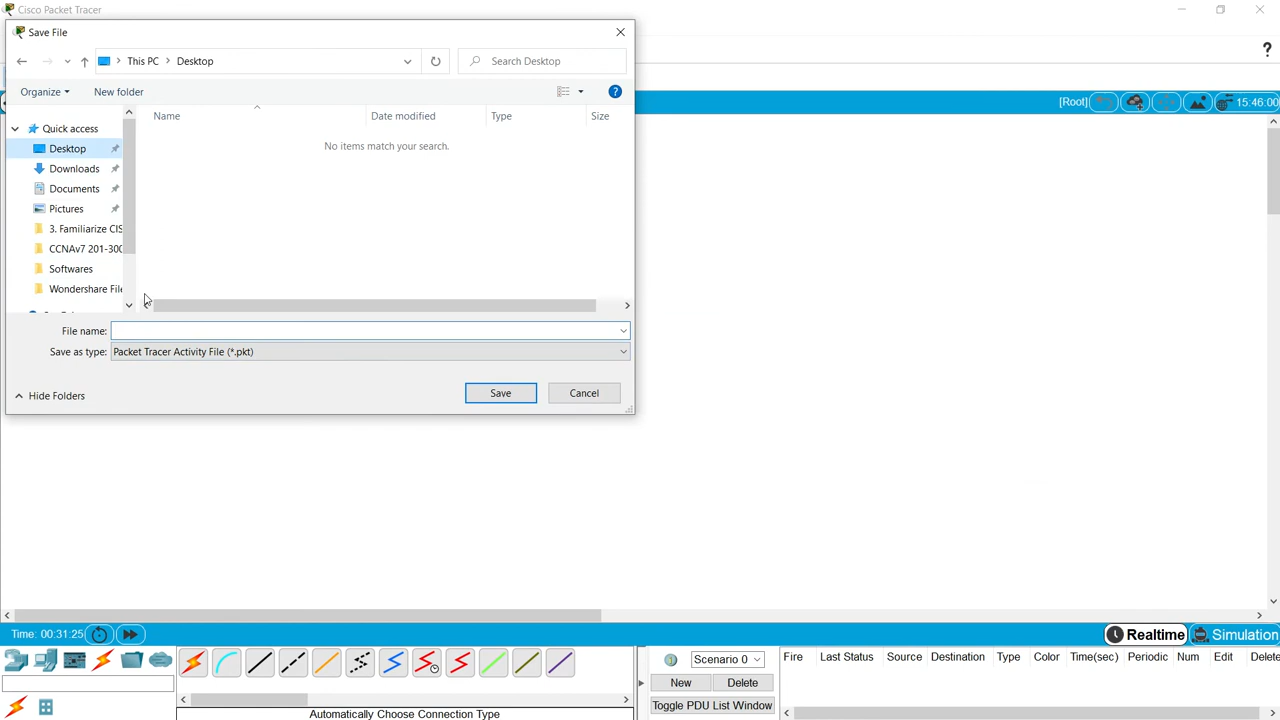 Cisco Packet Tracer
Save File
This PC
Desktop
Search Desktop
Organize
New folder
?
?
[Root]
15:46:00
Name
Date modified
Type
Size
No items match your search.
Quick access
Desktop
Downloads
Documents
Pictures
3. Familiarize CIS
CCNAv7 201-300
Softwares
Wondershare File
File name:
Save as type:
Packet Tracer Activity File (*.pkt)
Hide Folders
Save
Cancel
Time: 00:31:25
Realtime
Simulation
Scenario 0
New
Delete
Toggle PDU List Window
Fire
Last Status
Source
Destination
Type
Color
Time(sec)
Periodic
Num
Edit
Delete
Automatically Choose Connection Type